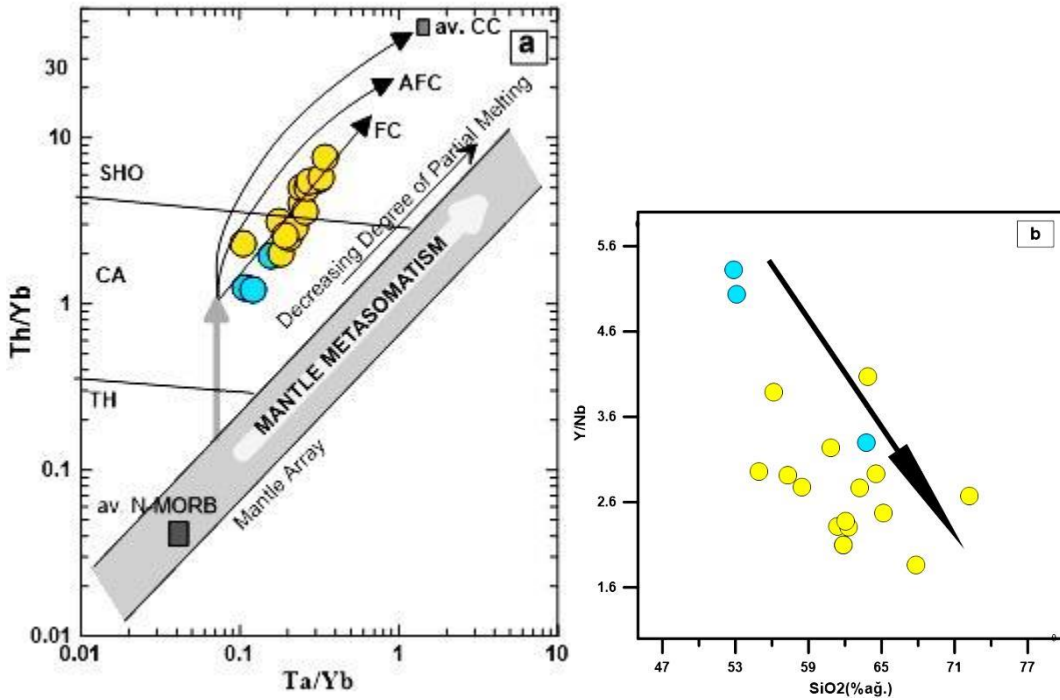 a
av. CC
30
AFC
FC
10
SHO
CA
1
TH
Th/Yb
Decreasing Degree of Partial Melting
MANTLE METASOMATISM
Mantle Array
0.1
av. N-MORB
0.01
0.01
0.1
1
10
Ta/Yb
b
5.6
4.6
3.6
2.6
1.6
Y/Nb
47 53 59 65 71 77
SiO2(%ağ.)